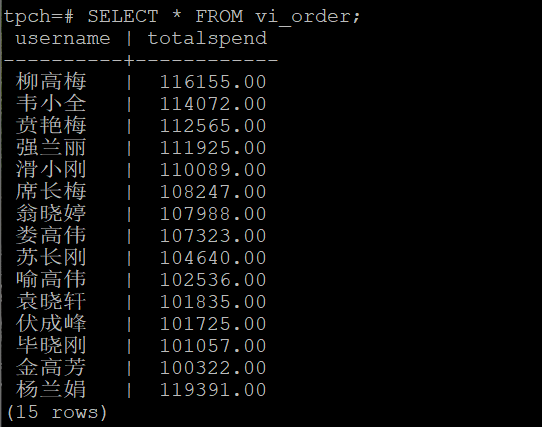 tpch=# SELECT * FROM vi_order;
 username | totalspend
----------+------------
 柳高梅   |  116155.00
 韦小全   |  114072.00
 贲艳梅   |  112565.00
 强兰丽   |  111925.00
 滑小刚   |  110089.00
 席长梅   |  108247.00
 翁晓婷   |  107988.00
 娄高伟   |  107323.00
 苏长刚   |  104640.00
 喻高伟   |  102536.00
 袁晓轩   |  101835.00
 伏成峰   |  101725.00
 毕晓刚   |  101057.00
 金高芳   |  100322.00
 杨兰娟   |  119391.00
(15 rows)